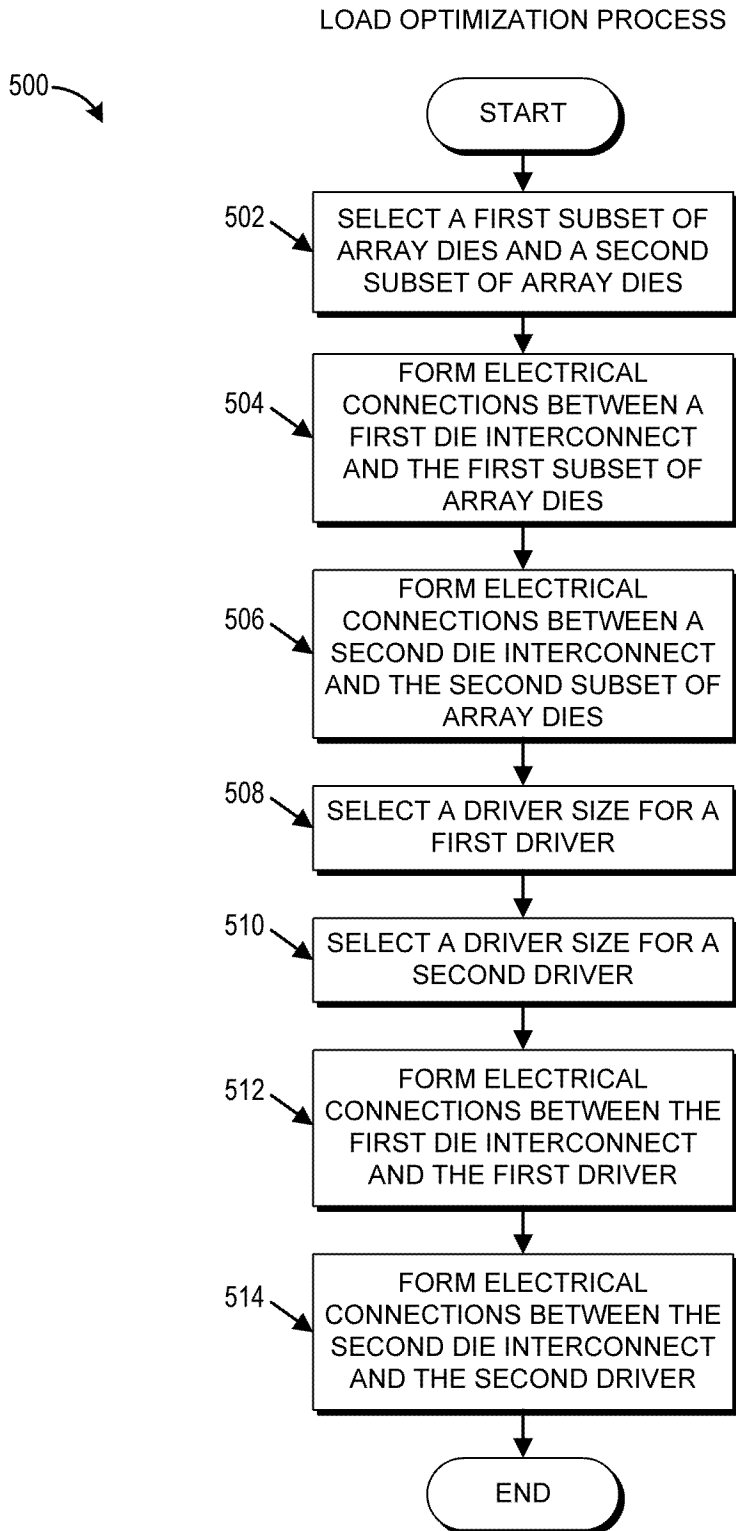 LOAD OPTIMIZATION PROCESS
500
START
502
SELECT A FIRST SUBSET OF
ARRAY DIES AND A SECOND
SUBSET OF ARRAY DIES
504
FORM ELECTRICAL
CONNECTIONS BETWEEN A
FIRST DIE INTERCONNECT
AND THE FIRST SUBSET OF
ARRAY DIES
506
FORM ELECTRICAL
CONNECTIONS BETWEEN A
SECOND DIE INTERCONNECT
AND THE SECOND SUBSET OF
ARRAY DIES
508
SELECT A DRIVER SIZE FOR A
FIRST DRIVER
510
SELECT A DRIVER SIZE FOR A
SECOND DRIVER
512
FORM ELECTRICAL
CONNECTIONS BETWEEN THE
FIRST DIE INTERCONNECT
AND THE FIRST DRIVER
514
FORM ELECTRICAL
CONNECTIONS BETWEEN THE
SECOND DIE INTERCONNECT
AND THE SECOND DRIVER
END